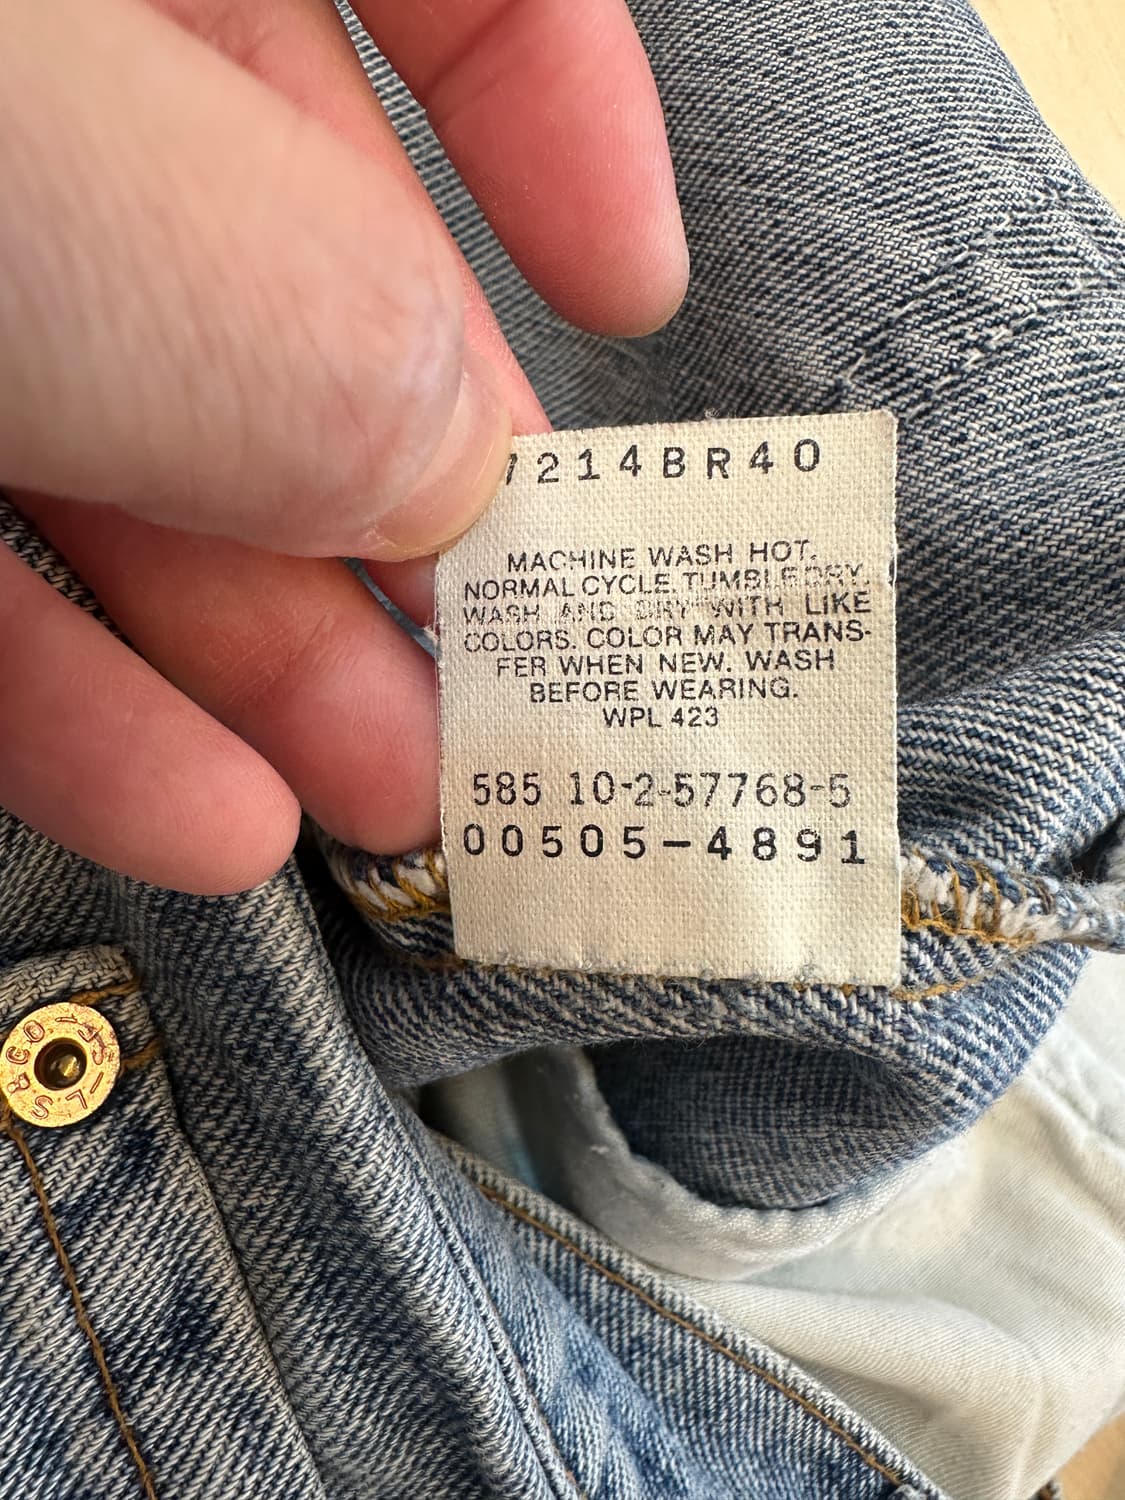 7214BR40
MACHINE WASH HOT.
NORMAL CYCLE. TUMBLE DRY.
WASH AND DRY WITH LIKE
COLORS. COLOR MAY TRANS-
FER WHEN NEW. WASH
BEFORE WEARING.
WPL 423
585 10-2-57768-5
00505-4891
L.S.&CO.-S.F.-